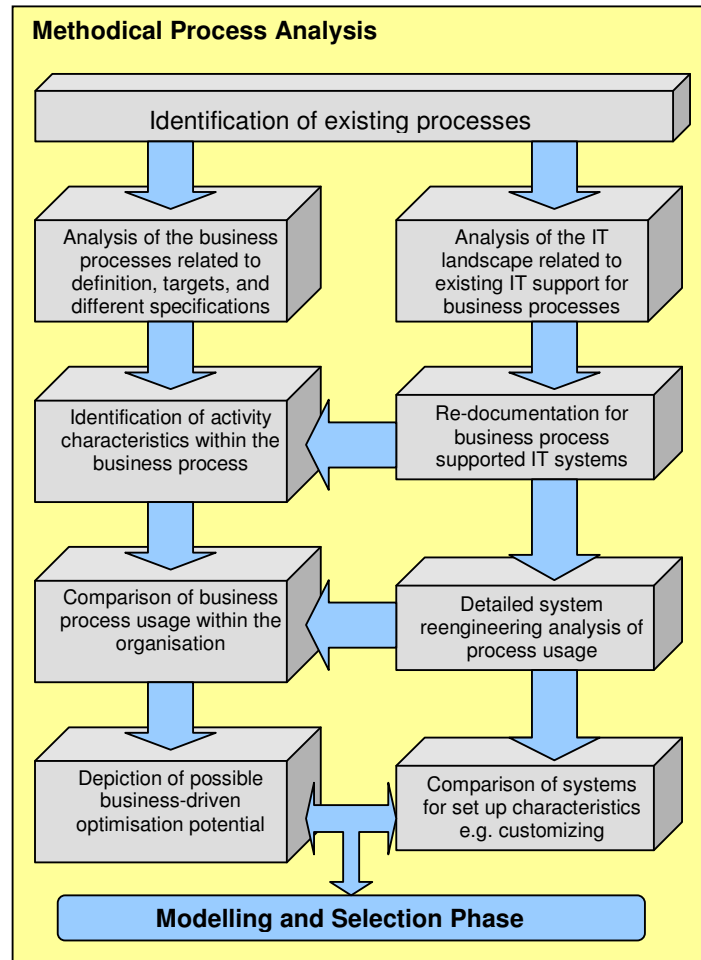 Methodical Process Analysis
Identification of existing processes
Analysis of the business
processes related to
definition, targets, and
different specifications
Analysis of the IT
landscape related to
existing IT support for
business processes
Identification of activity
characteristics within the
business process
Re-documentation for
business process
supported IT systems
Comparison of business
process usage within the
organisation
Detailed system
reengineering analysis of
process usage
Depiction of possible
business-driven
optimisation potential
Comparison of systems
for set up characteristics
e.g. customizing
Modelling and Selection Phase